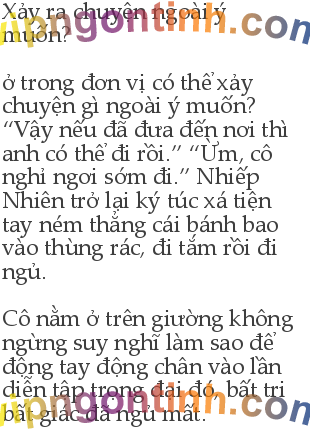 Xảy ra chuyện ngoài ý
muốn?
ở trong đơn vị có thể xảy
chuyện gì ngoài ý muốn?
“Vậy nếu đã đưa đến nơi thì
anh có thể đi rồi.” “Ừm, cô
nghỉ ngơi sớm đi.” Nhiếp
Nhiên trở lại ký túc xá tiện
tay ném thẳng cái bánh bao
vào thùng rác, đi tắm rồi đi
ngủ.
Cô nằm ở trên giường không
ngừng suy nghĩ làm sao để
động tay động chân vào lần
diễn tập trong đại đó, bất tri
bất giác đã ngủ mất.
vipngontinh.com
vipngontinh.com